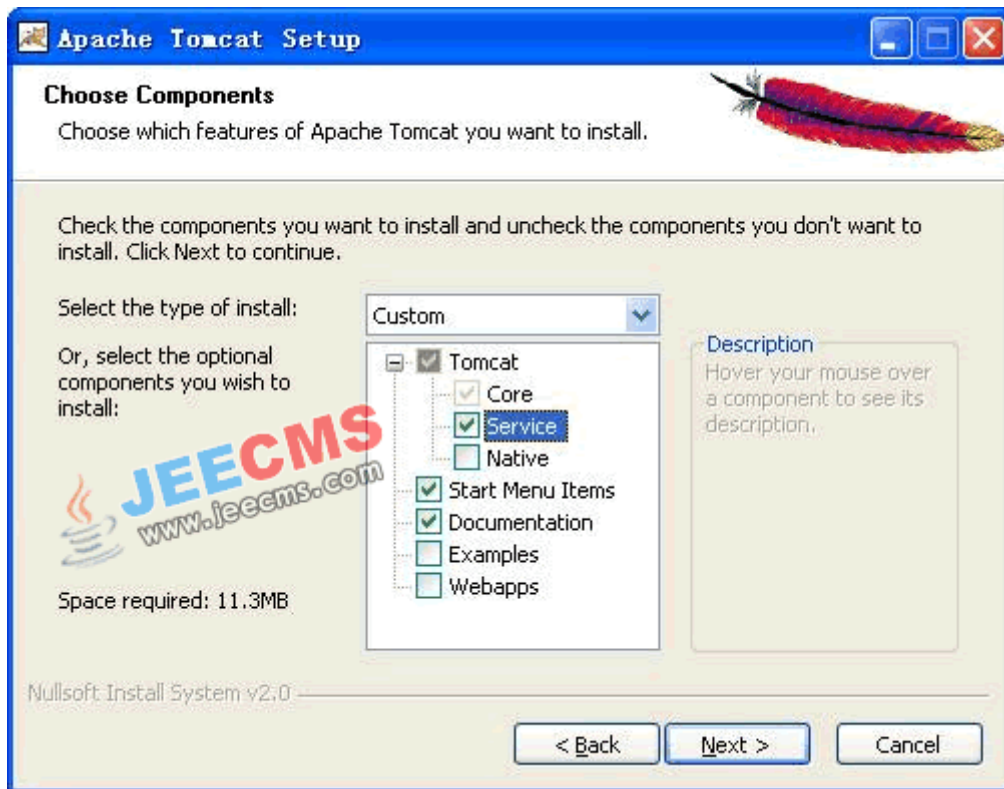 Apache Tomcat Setup
Choose Components
Choose which features of Apache Tomcat you want to install.
Check the components you want to install and uncheck the components you don't want to
install. Click Next to continue.
Select the type of install:
Custom
Or, select the optional
components you wish to
install:
Tomcat
Core
Service
Native
Start Menu Items
Documentation
Examples
Webapps
Description
Hover your mouse over
a component to see its
description.
JEECMS
www.jeecms.com
Space required: 11.3MB
Nullsoft Install System v2.0
< Back
Next >
Cancel